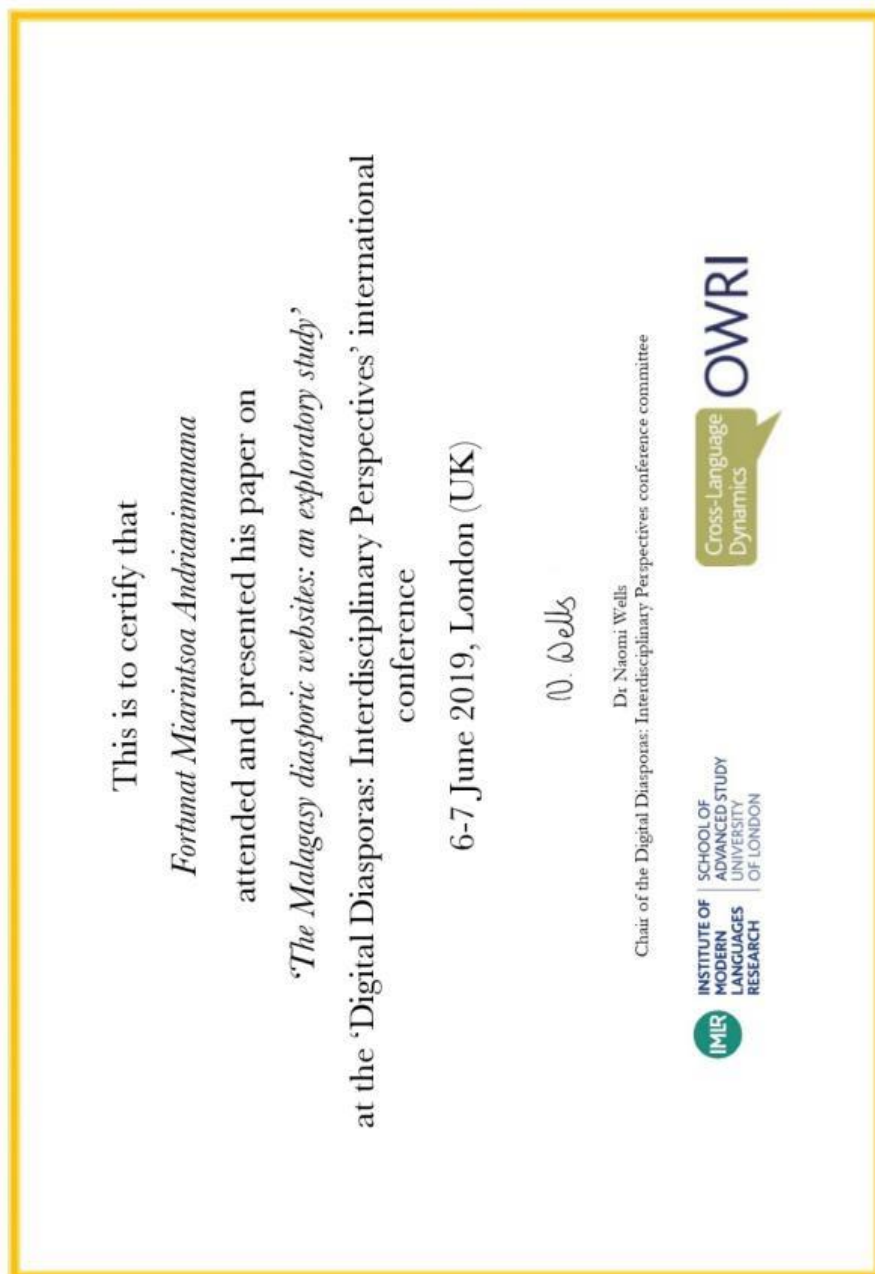 This is to certify that
Fortunat Miarintsoa Andrianimanana
attended and presented his paper on
‘The Malagasy diasporic websites: an exploratory study’
at the ‘Digital Diasporas: Interdisciplinary Perspectives’ international
conference
6-7 June 2019, London (UK)
N. Wells
Dr Naomi Wells
Chair of the Digital Diasporas: Interdisciplinary Perspectives conference committee
IMLR
INSTITUTE OF
MODERN
LANGUAGES
RESEARCH
SCHOOL OF
ADVANCED STUDY
UNIVERSITY
OF LONDON
Cross-Language
Dynamics
OWRI